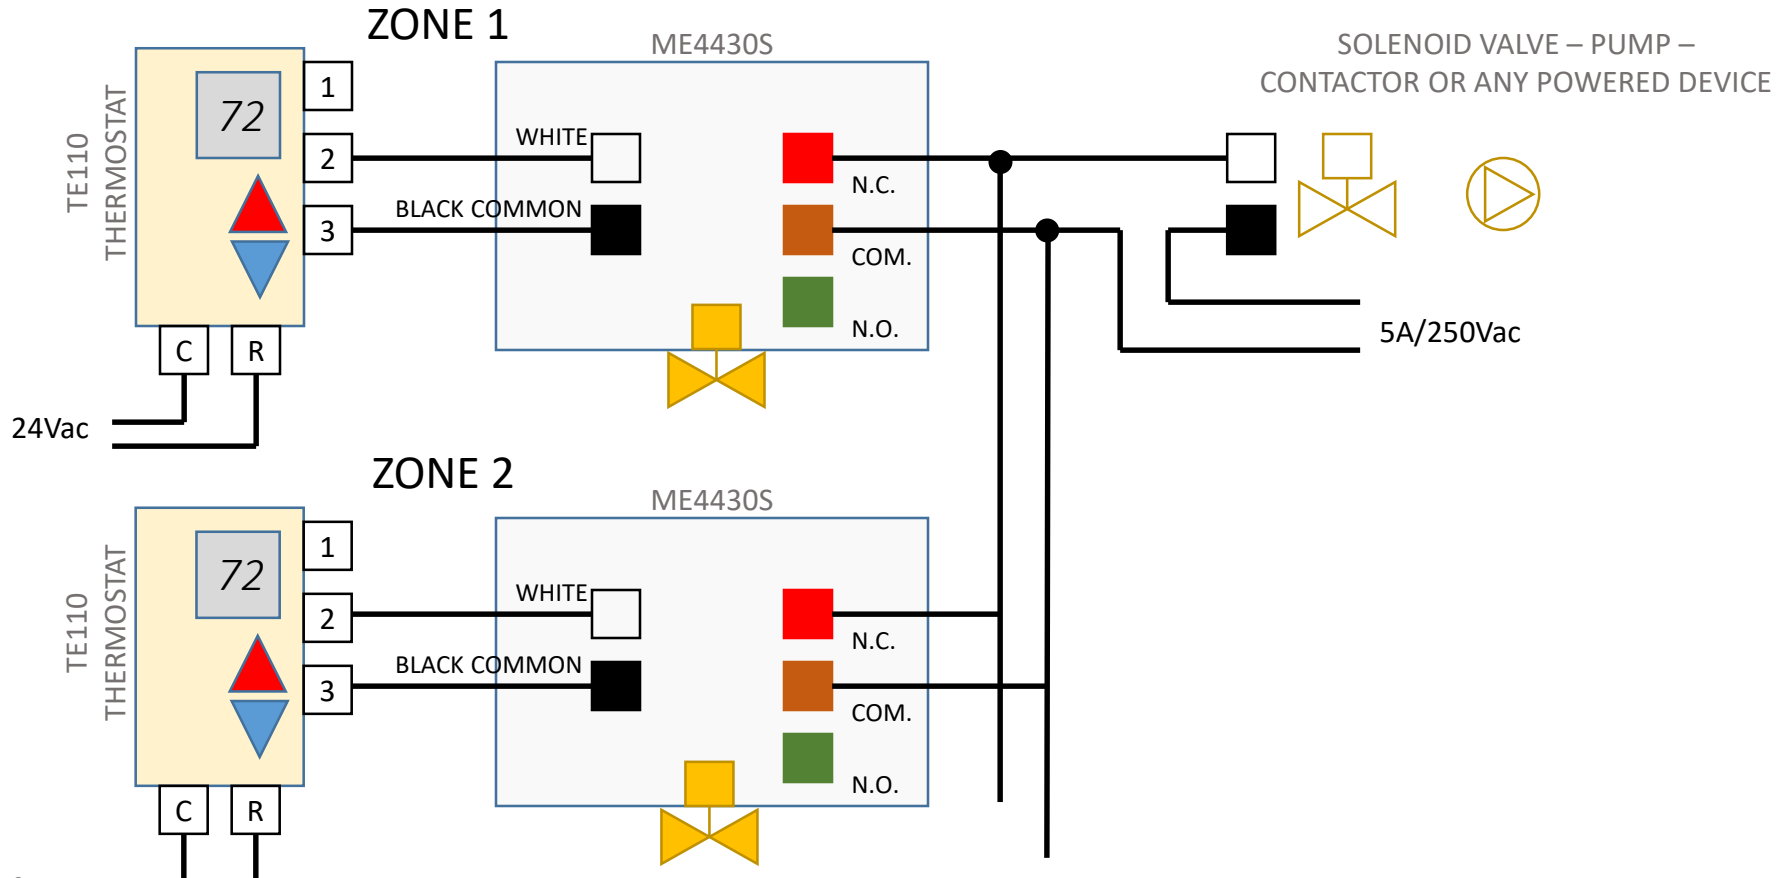 ZONE 1
ME4430S
SOLENOID VALVE – PUMP –
CONTACTOR OR ANY POWERED DEVICE
TE110
THERMOSTAT
72
1
2
3
WHITE
BLACK COMMON
N.C.
COM.
N.O.
C
R
24Vac
5A/250Vac
ZONE 2
ME4430S
TE110
THERMOSTAT
72
1
2
3
WHITE
BLACK COMMON
N.C.
COM.
N.O.
C
R